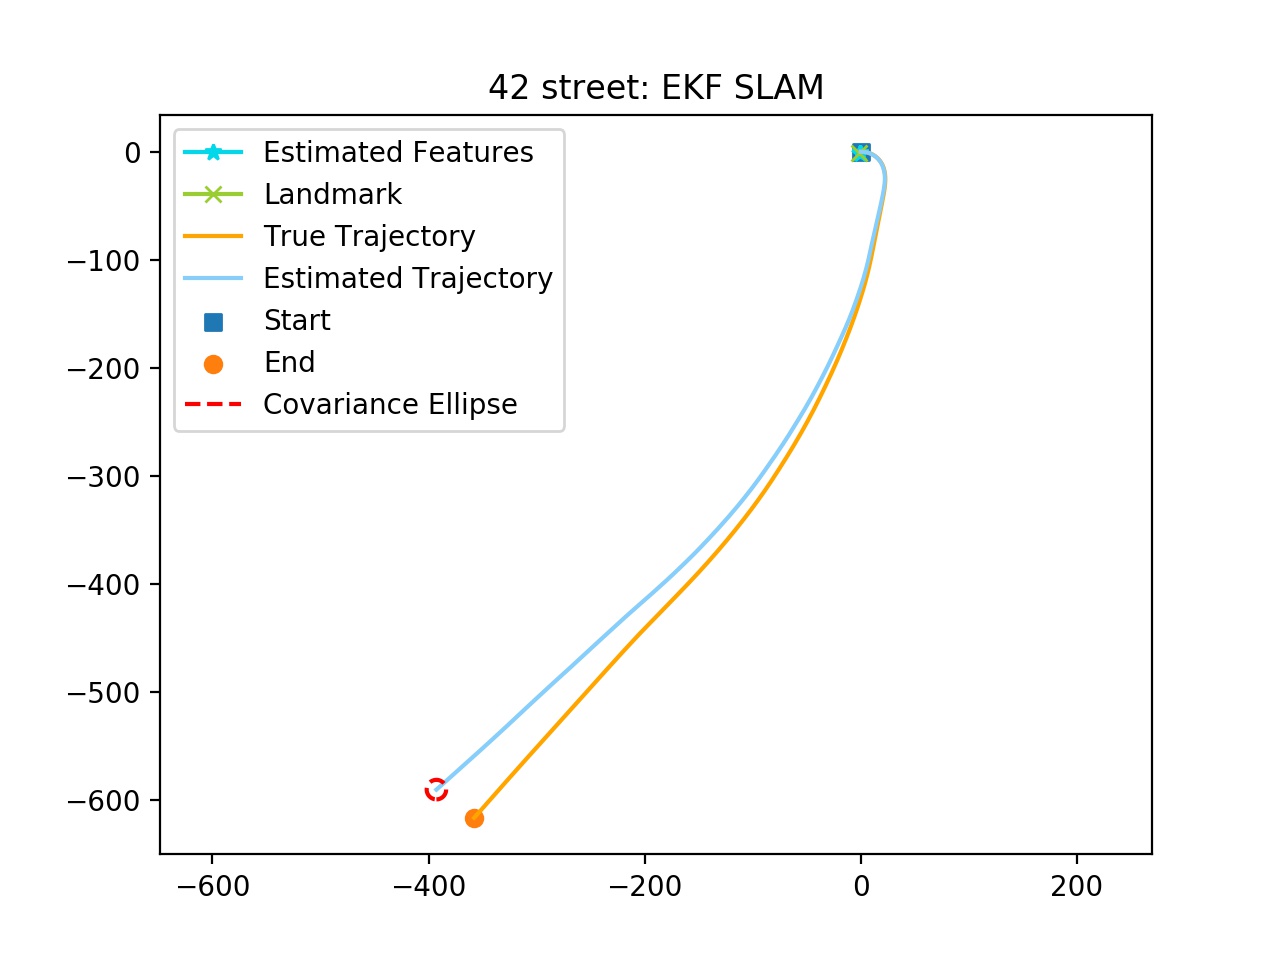 42 street: EKF SLAM
Estimated Features
Landmark
True Trajectory
Estimated Trajectory
Start
End
Covariance Ellipse
0
−100
−200
−300
−400
−500
−600
−600 −400 −200 0 200